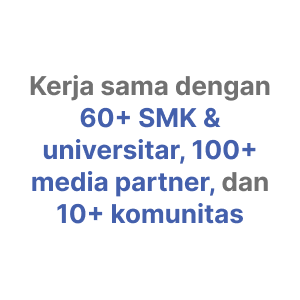 Kerja sama dengan
60+ SMK &
universitar, 100+
media partner, dan
10+ komunitas